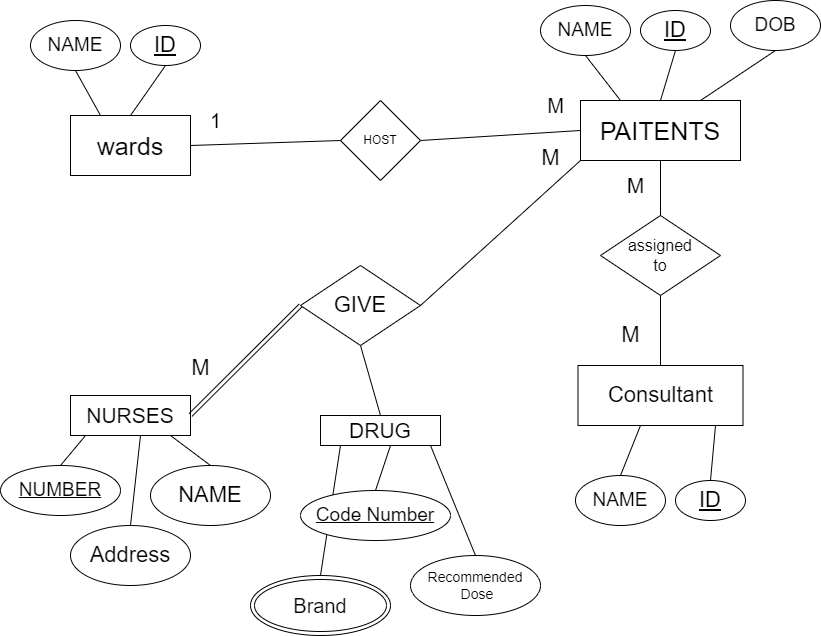 NAME
ID
NAME
ID
DOB
wards
1
HOST
M
PAITENTS
M
M
assigned
to
GIVE
M
M
NURSES
DRUG
Consultant
NUMBER
Address
NAME
Code Number
Brand
Recommended
Dose
NAME
ID